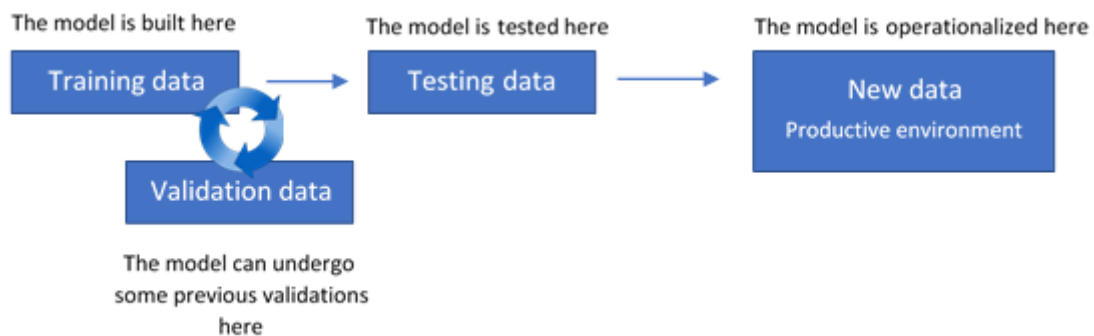 The model is built here
Training data
Validation data
The model can undergo
some previous validations
here
The model is tested here
Testing data
The model is operationalized here
New data
Productive environment